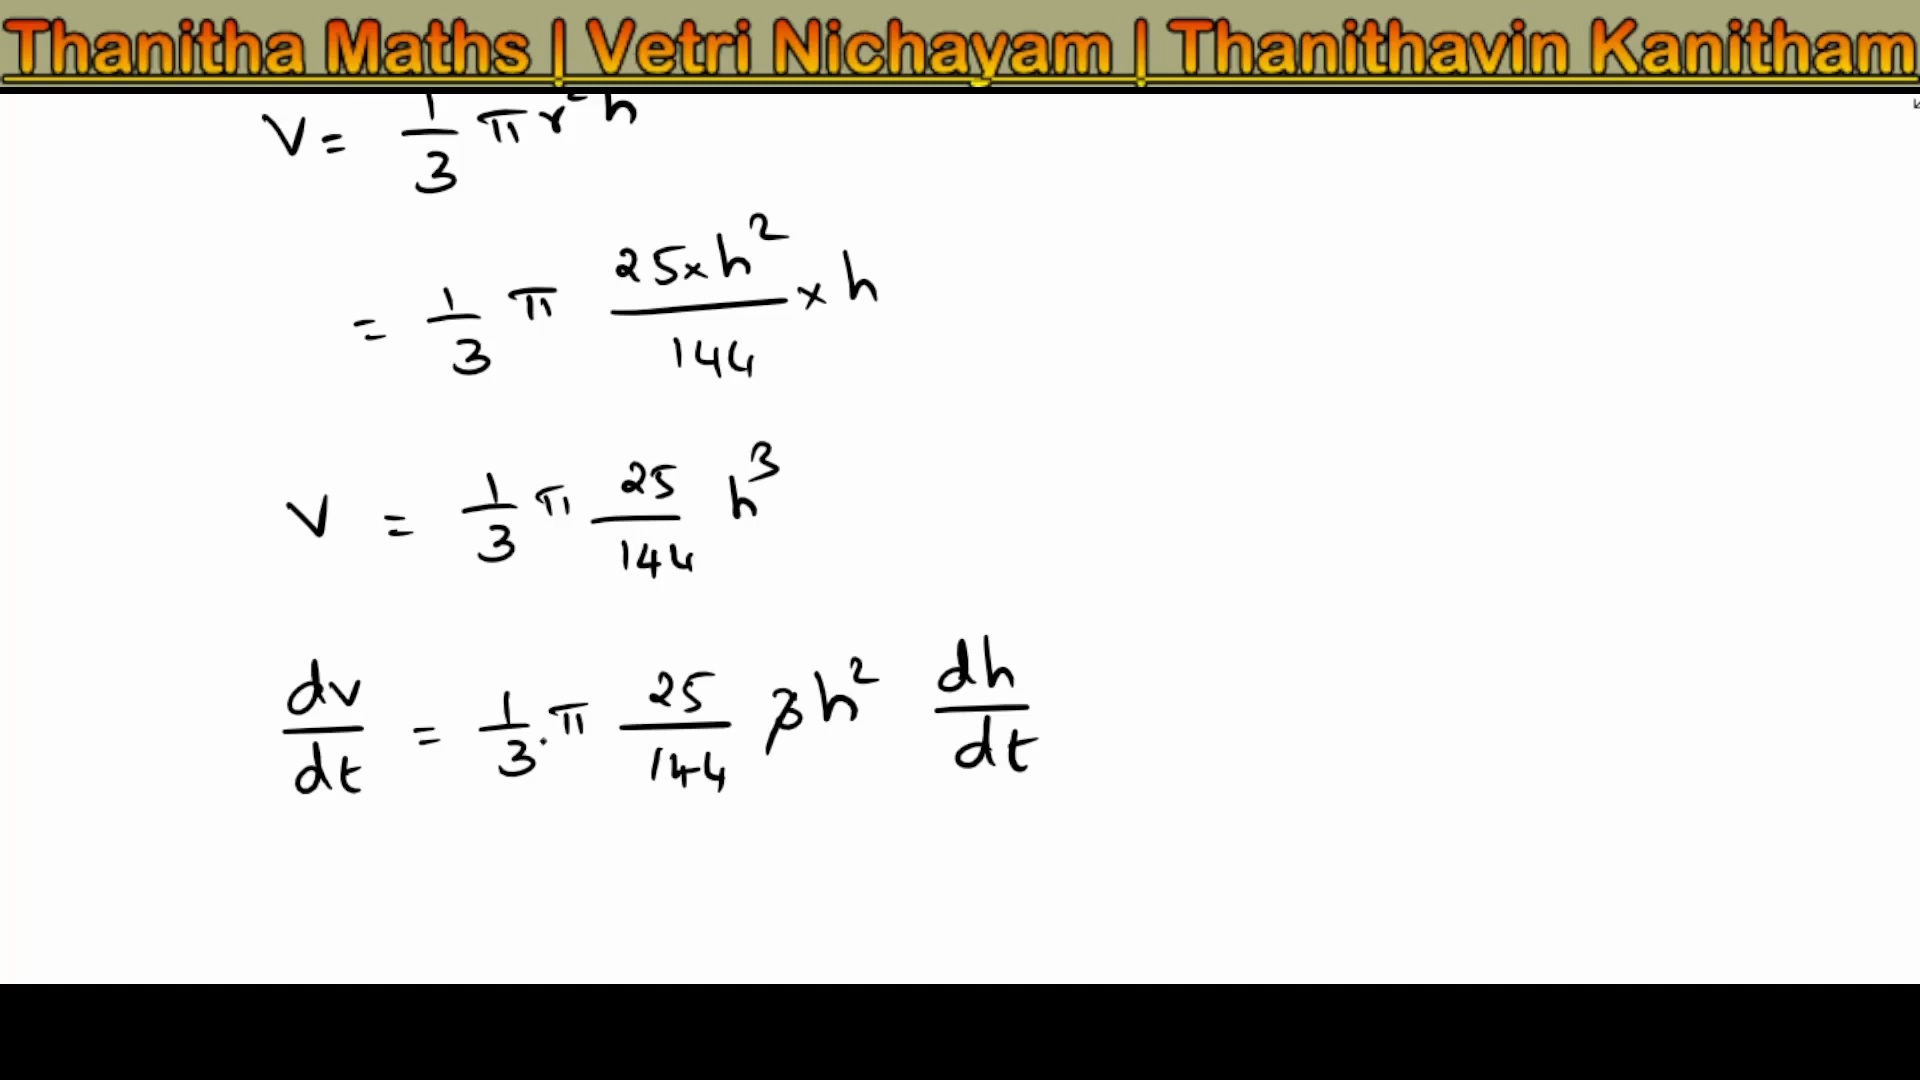 Thanitha Maths | Vetri Nichayam | Thanithavin Kanitham
V = 1/3 π r² h
= 1/3 π 25×h²/144 × h
V = 1/3 π 25/144 h³
dv/dt = 1/3 . π 25/144 3h² dh/dt